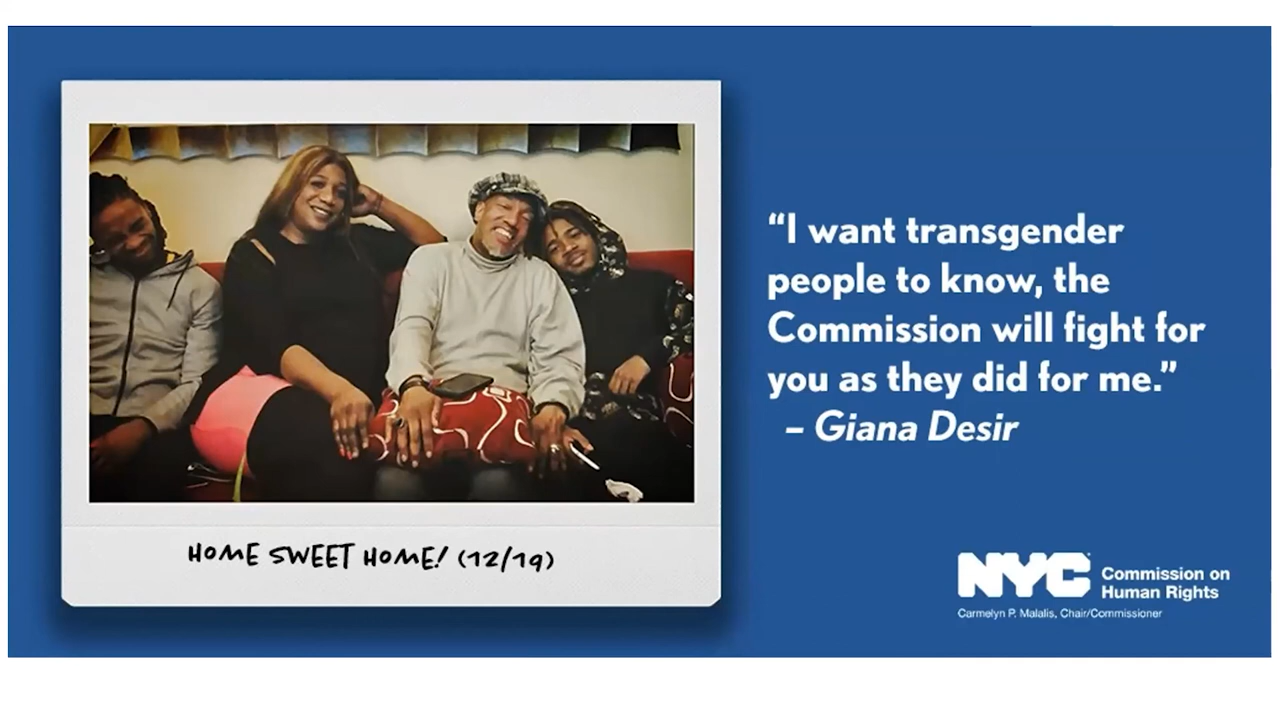 “I want transgender
people to know, the
Commission will fight for
you as they did for me.”
– Giana Desir
HOME SWEET HOME! (12/19)
NYC
Commission on
Human Rights
Carmelyn P. Malalis, Chair/Commissioner